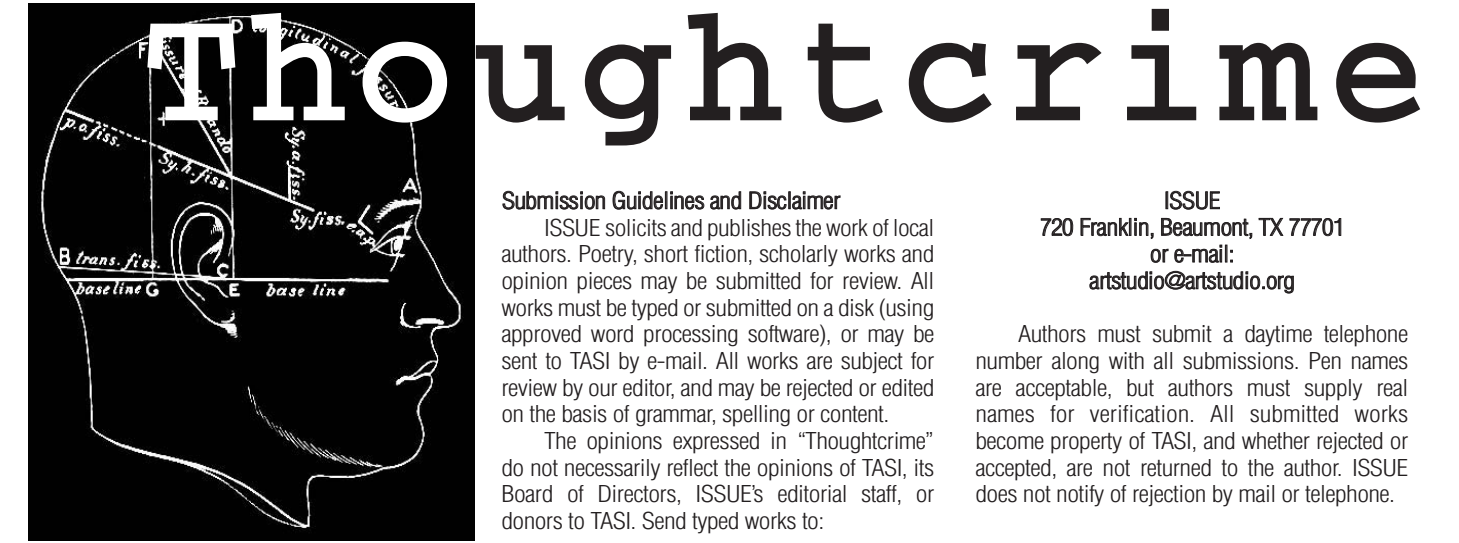 Thoughtcrime
D longitudinal fissure
F
fissure Rolando
p.o.fiss.
Sy.h.fiss.
Sy.a.fiss.
Sy.fiss.
e.a.p.
A
B trans. fiss.
C
base line G
E base line
Submission Guidelines and Disclaimer
ISSUE solicits and publishes the work of local
authors. Poetry, short fiction, scholarly works and
opinion pieces may be submitted for review. All
works must be typed or submitted on a disk (using
approved word processing software), or may be
sent to TASI by e-mail. All works are subject for
review by our editor, and may be rejected or edited
on the basis of grammar, spelling or content.
The opinions expressed in “Thoughtcrime”
do not necessarily reflect the opinions of TASI, its
Board of Directors, ISSUE’s editorial staff, or
donors to TASI. Send typed works to:
ISSUE
720 Franklin, Beaumont, TX 77701
or e-mail:
artstudio@artstudio.org
Authors must submit a daytime telephone
number along with all submissions. Pen names
are acceptable, but authors must supply real
names for verification. All submitted works
become property of TASI, and whether rejected or
accepted, are not returned to the author. ISSUE
does not notify of rejection by mail or telephone.